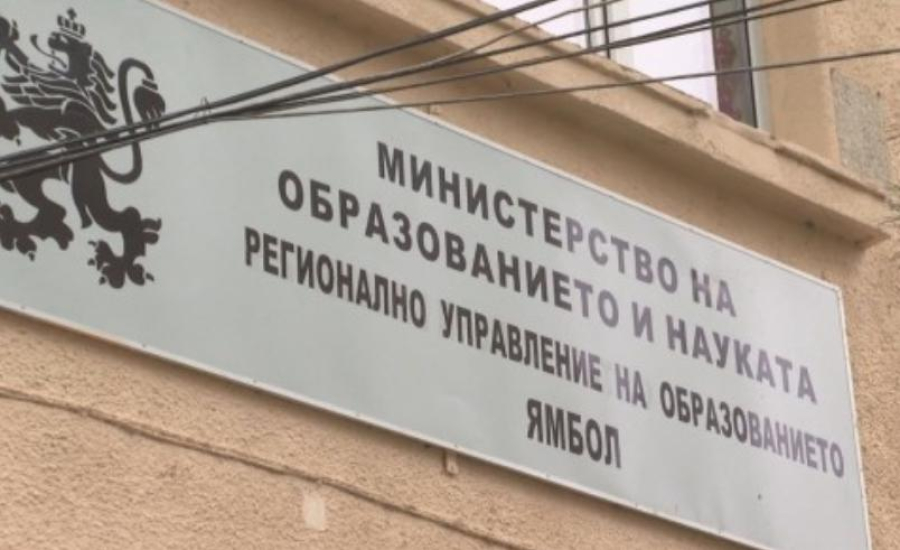 МИНИСТЕРСТВО НА
ОБРАЗОВАНИЕТО И НАУКАТА
РЕГИОНАЛНО УПРАВЛЕНИЕ НА ОБРАЗОВАНИЕТО
ЯМБОЛ